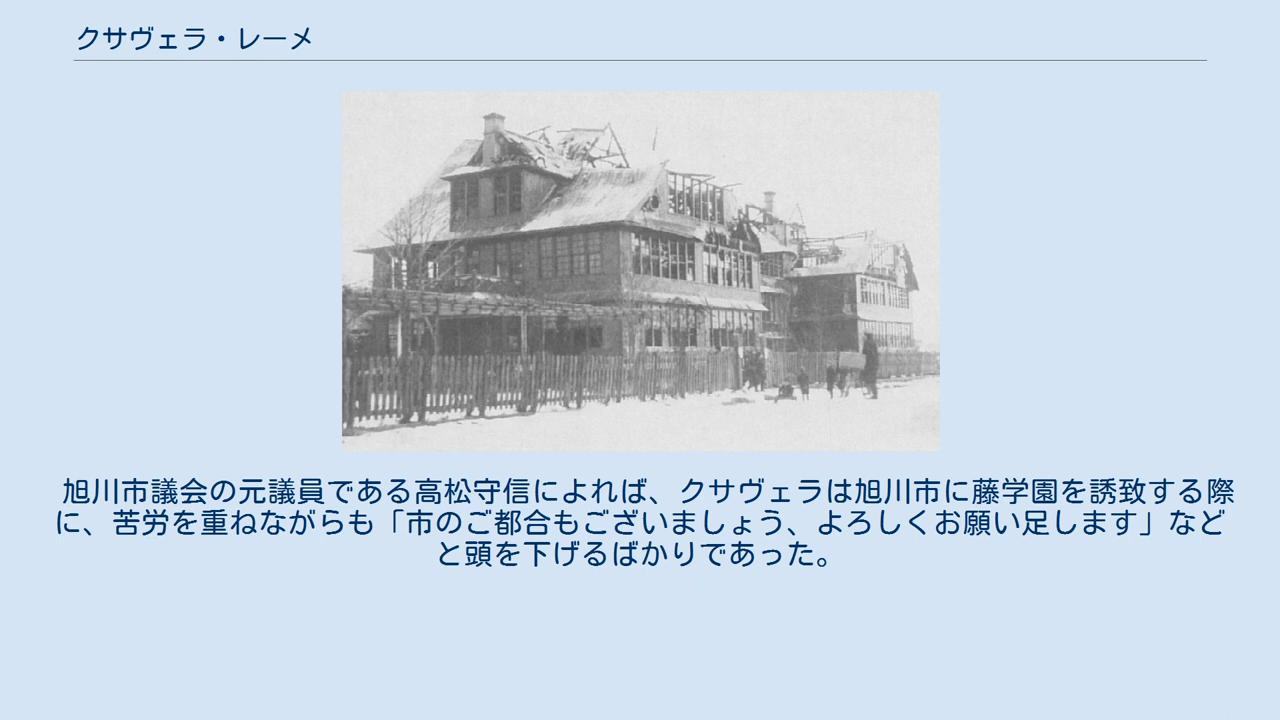 クサヴェラ・レーメ
旭川市議会の元議員である高松守信によれば、クサヴェラは旭川市に藤学園を誘致する際
に、苦労を重ねながらも「市のご都合もございましょう、よろしくお願い足します」など
と頭を下げるばかりであった。